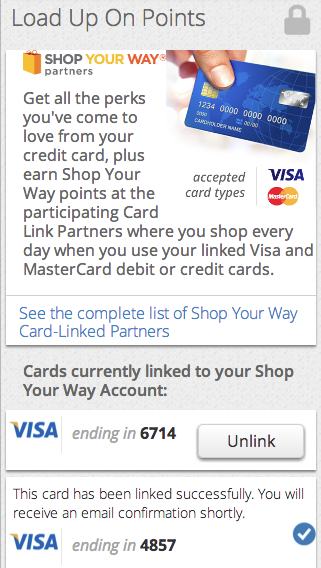 Load Up On Points
SHOP YOUR WAY®
partners
Get all the perks
you've come to
love from your
credit card, plus
earn Shop Your
Way points at the
participating Card
Link Partners where you shop every
day when you use your linked Visa and
MasterCard debit or credit cards.
1234 0000 0000 0000
CARDHOLDER NAME
accepted
card types
VISA
MasterCard
See the complete list of Shop Your Way
Card-Linked Partners
Cards currently linked to your Shop
Your Way Account:
VISA ending in 6714 Unlink
This card has been linked successfully. You will
receive an email confirmation shortly.
VISA ending in 4857